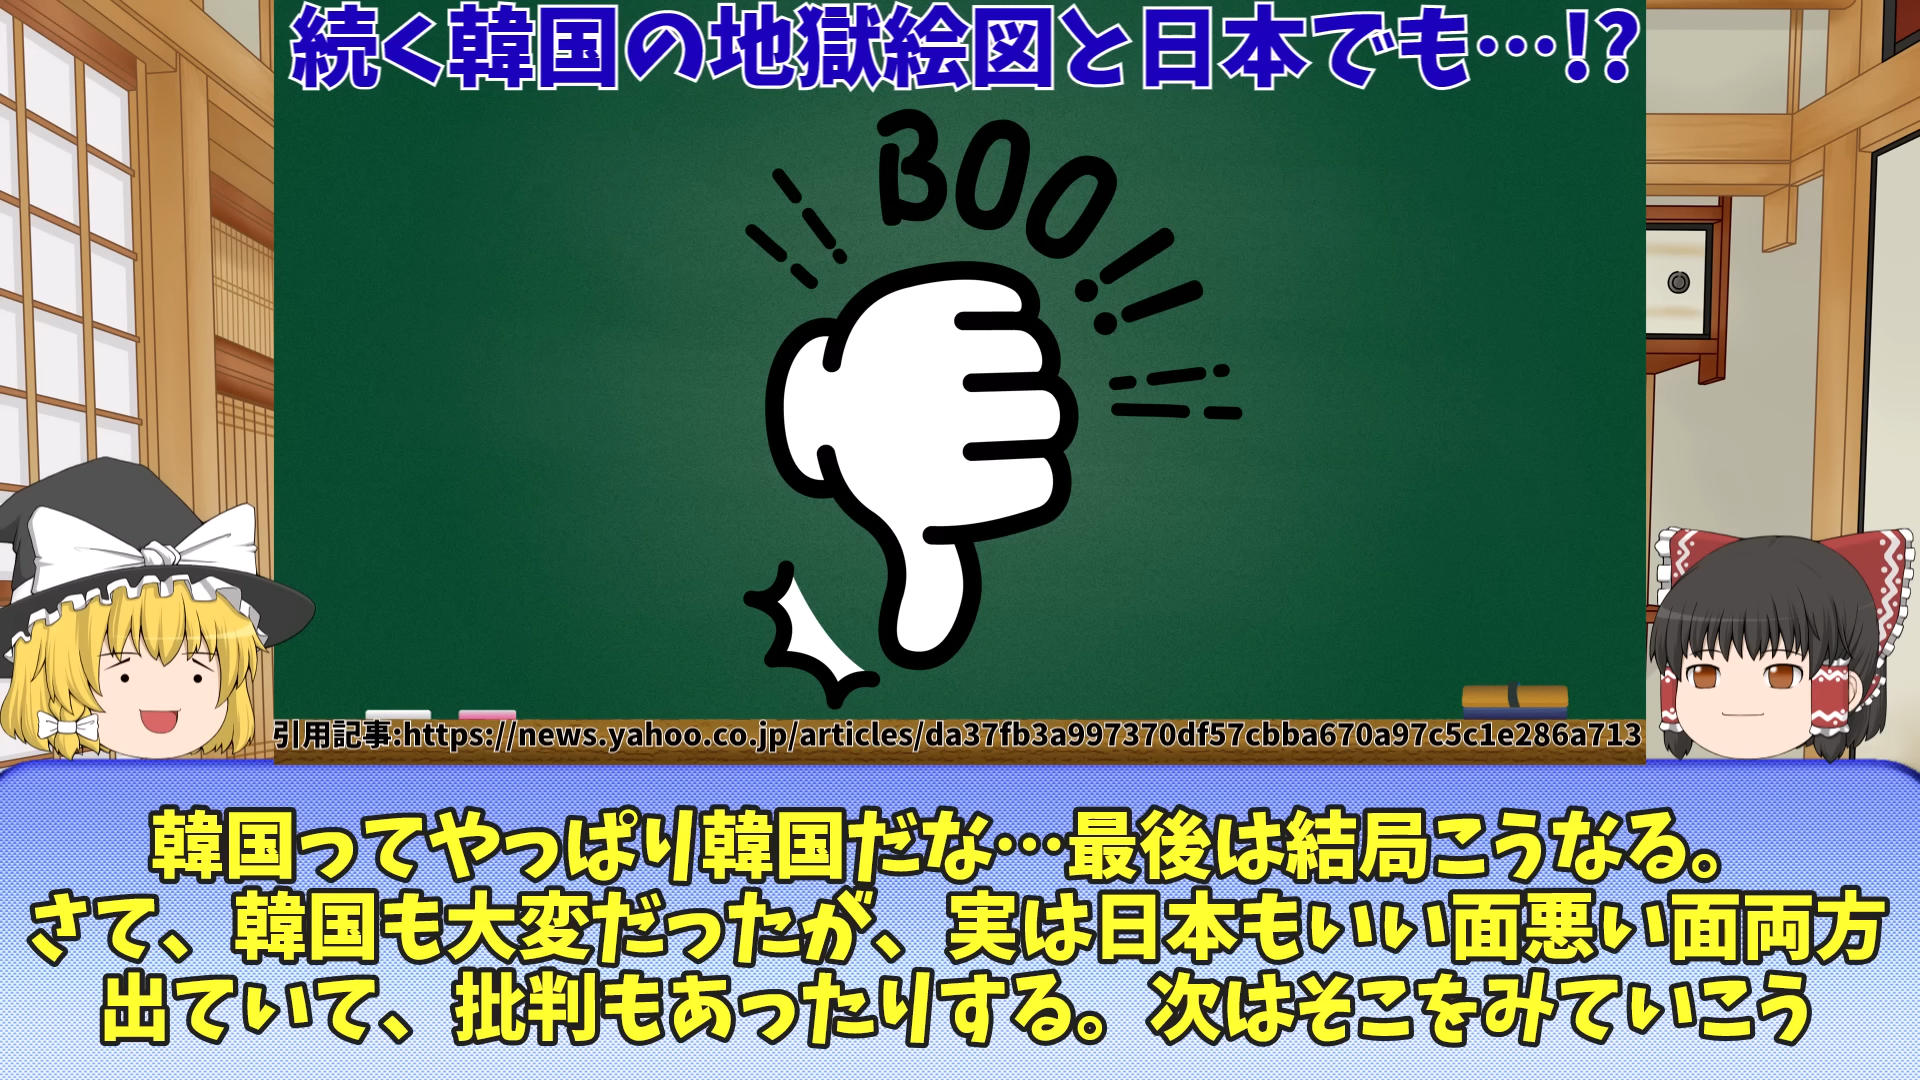 続く韓国の地獄絵図と日本でも…!?
BOO!!
引用記事:https://news.yahoo.co.jp/articles/da37fb3a997370df57cbba670a97c5c1e286a713
韓国ってやっぱり韓国だな…最後は結局こうなる。
さて、韓国も大変だったが、実は日本もいい面悪い面両方
出ていて、批判もあったりする。次はそこをみていこう